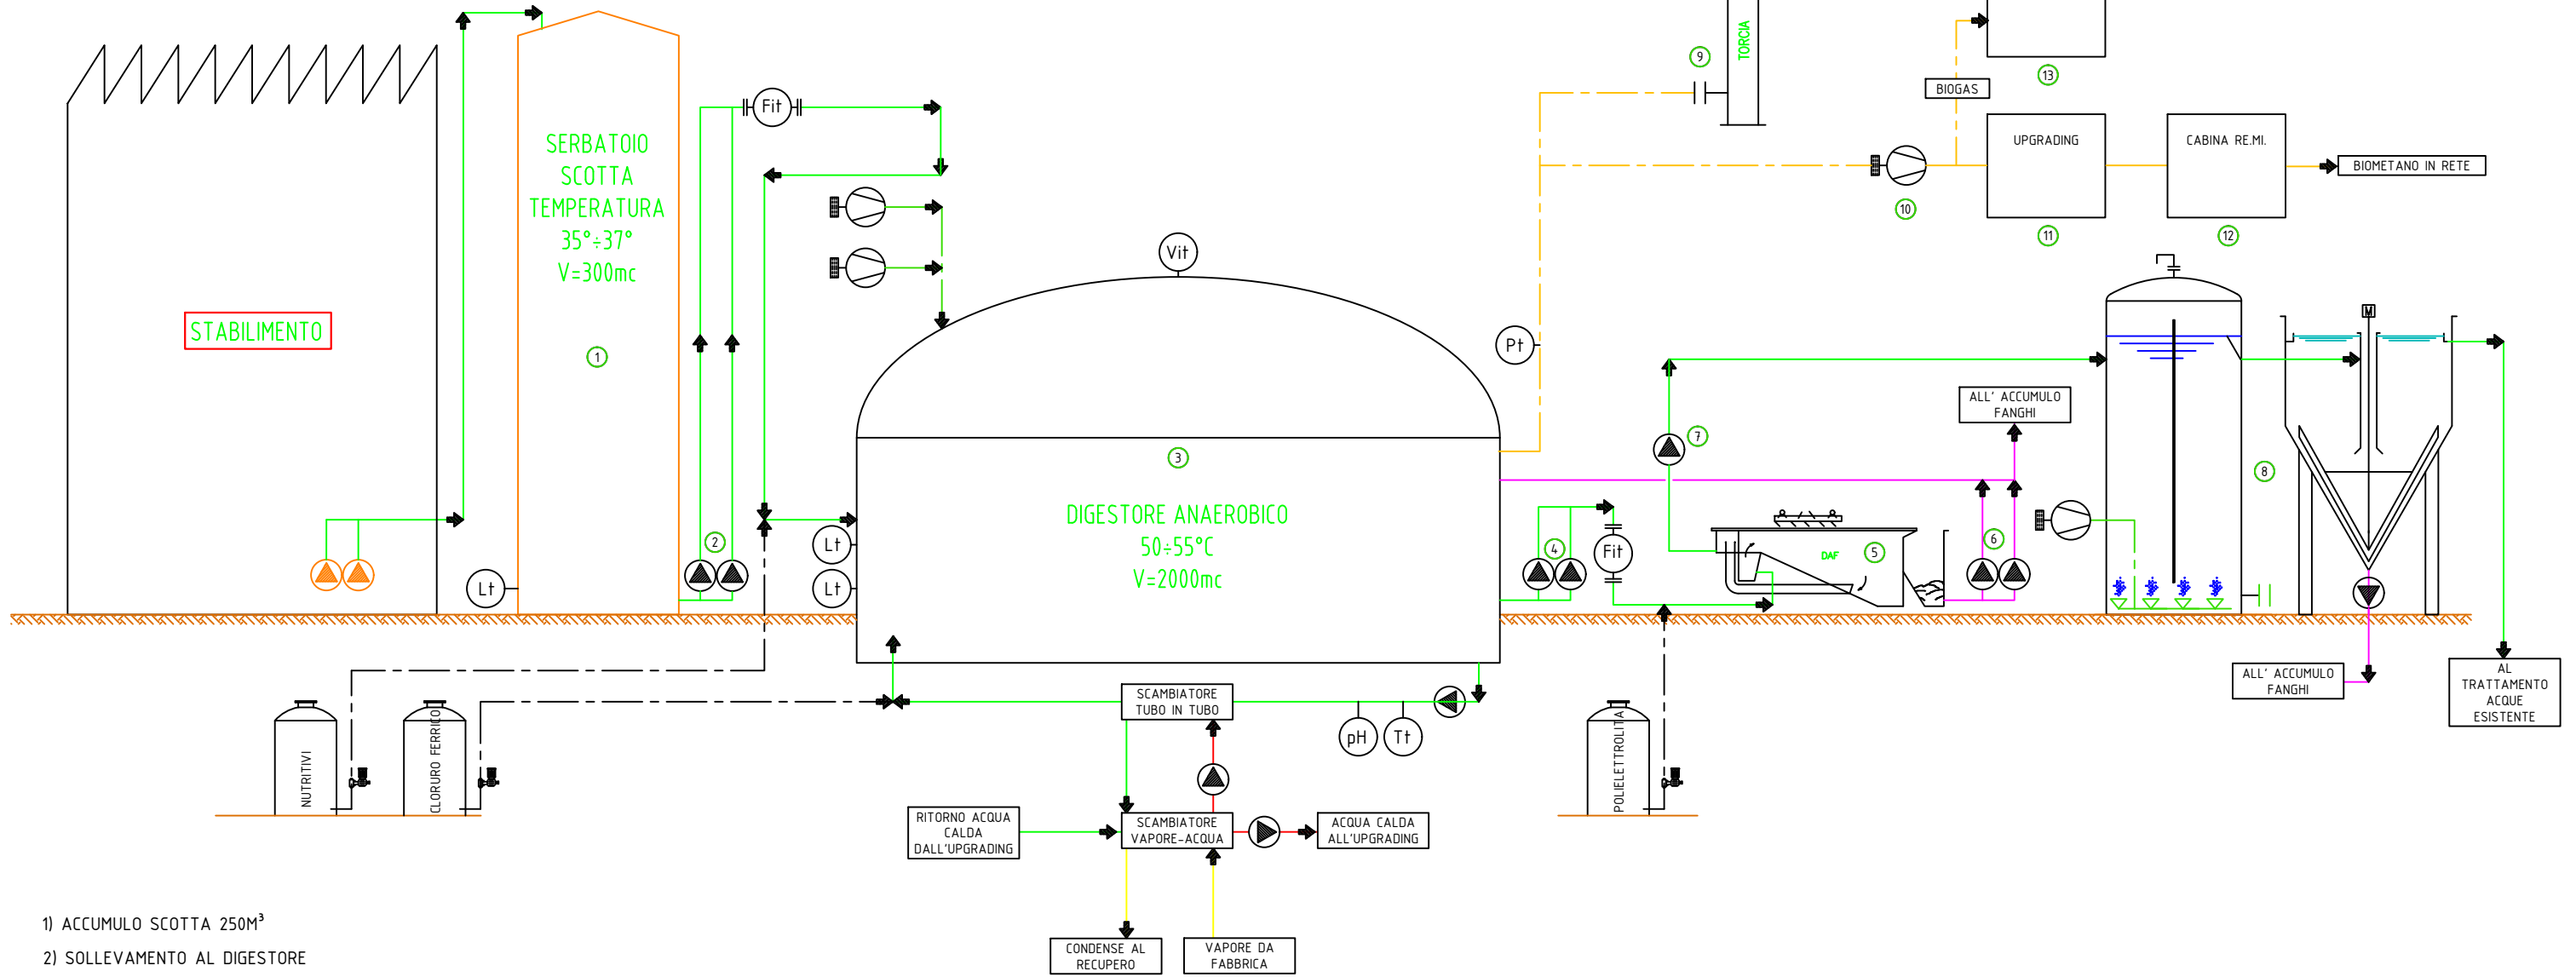 TORCIA
9
13
BIOGAS
Fit
SERBATOIO
SCOTTA
TEMPERATURA
35°÷37°
V=300mc
1
STABILIMENTO
UPGRADING
CABINA RE.MI.
BIOMETANO IN RETE
10
11
12
Vit
Pt
M
ALL' ACCUMULO
FANGHI
7
3
8
DIGESTORE ANAEROBICO
50÷55°C
V=2000mc
Lt
Lt
Lt
2
4
Fit
DAF
5
6
ALL' ACCUMULO
FANGHI
AL
TRATTAMENTO
ACQUE
ESISTENTE
SCAMBIATORE
TUBO IN TUBO
pH
Tt
NUTRITIVI
CLORURO FERRICO
POLIELETTROLITA
RITORNO ACQUA
CALDA
DALL'UPGRADING
SCAMBIATORE
VAPORE-ACQUA
ACQUA CALDA
ALL'UPGRADING
CONDENSE AL
RECUPERO
VAPORE DA
FABBRICA
1) ACCUMULO SCOTTA 250M³
2) SOLLEVAMENTO AL DIGESTORE